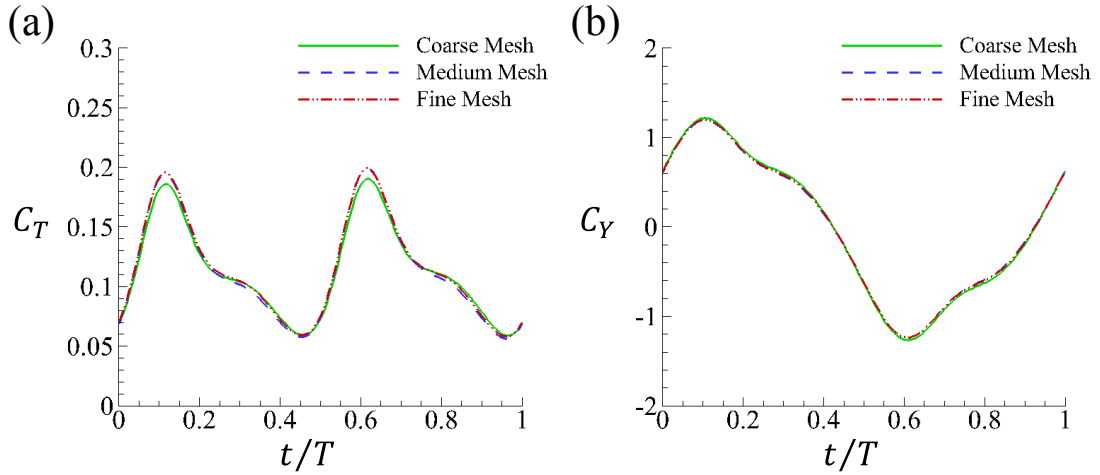 (a)
Coarse Mesh
Medium Mesh
Fine Mesh
0.3
0.25
0.2
0.15
0.1
0.05
0
C_T
0 0.2 0.4 0.6 0.8 1
t/T
(b)
Coarse Mesh
Medium Mesh
Fine Mesh
2
1
0
-1
-2
C_Y
0 0.2 0.4 0.6 0.8 1
t/T